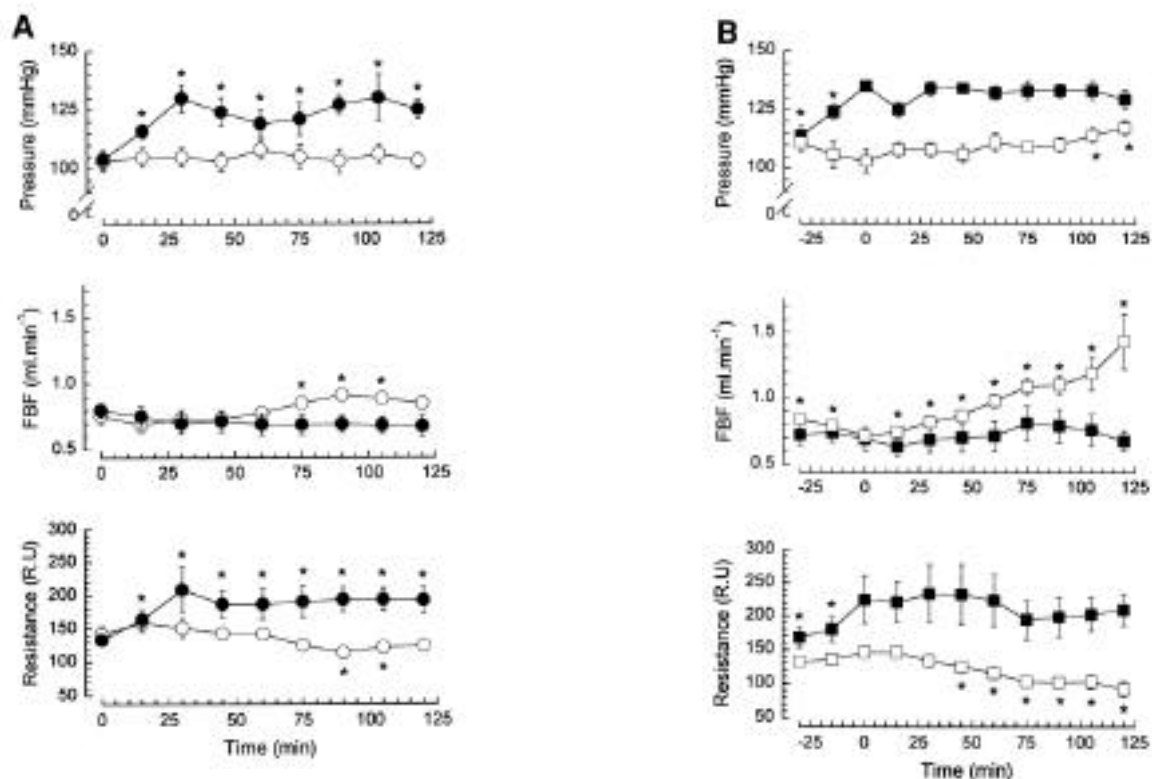 A
Pressure (mmHg)
150
125
100
0
0 25 50 75 100 125
FBF (ml.min⁻¹)
1.5
1.0
0.5
0 25 50 75 100 125
Resistance (R.U)
300
250
200
150
100
50
0 25 50 75 100 125
Time (min)
B
Pressure (mmHg)
150
125
100
0
-25 0 25 50 75 100 125
FBF (ml.min⁻¹)
1.5
1.0
0.5
-25 0 25 50 75 100 125
Resistance (R.U)
300
250
200
150
100
50
-25 0 25 50 75 100 125
Time (min)